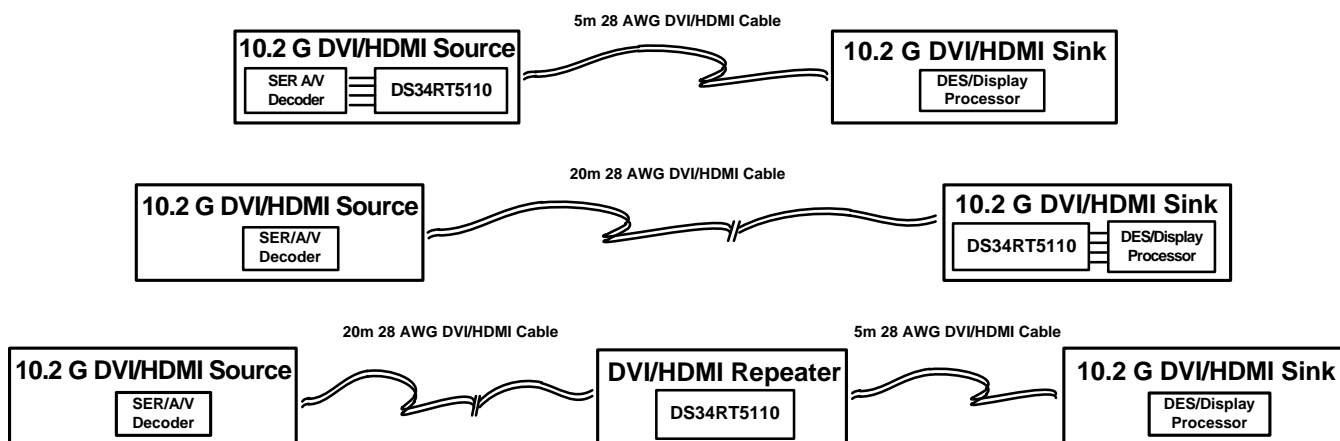 5m 28 AWG DVI/HDMI Cable
10.2 G DVI/HDMI Source
SER A/V
Decoder
DS34RT5110
10.2 G DVI/HDMI Sink
DES/Display
Processor
20m 28 AWG DVI/HDMI Cable
10.2 G DVI/HDMI Source
SER/A/V
Decoder
10.2 G DVI/HDMI Sink
DS34RT5110
DES/Display
Processor
20m 28 AWG DVI/HDMI Cable
5m 28 AWG DVI/HDMI Cable
10.2 G DVI/HDMI Source
SER/A/V
Decoder
DVI/HDMI Repeater
DS34RT5110
10.2 G DVI/HDMI Sink
DES/Display
Processor